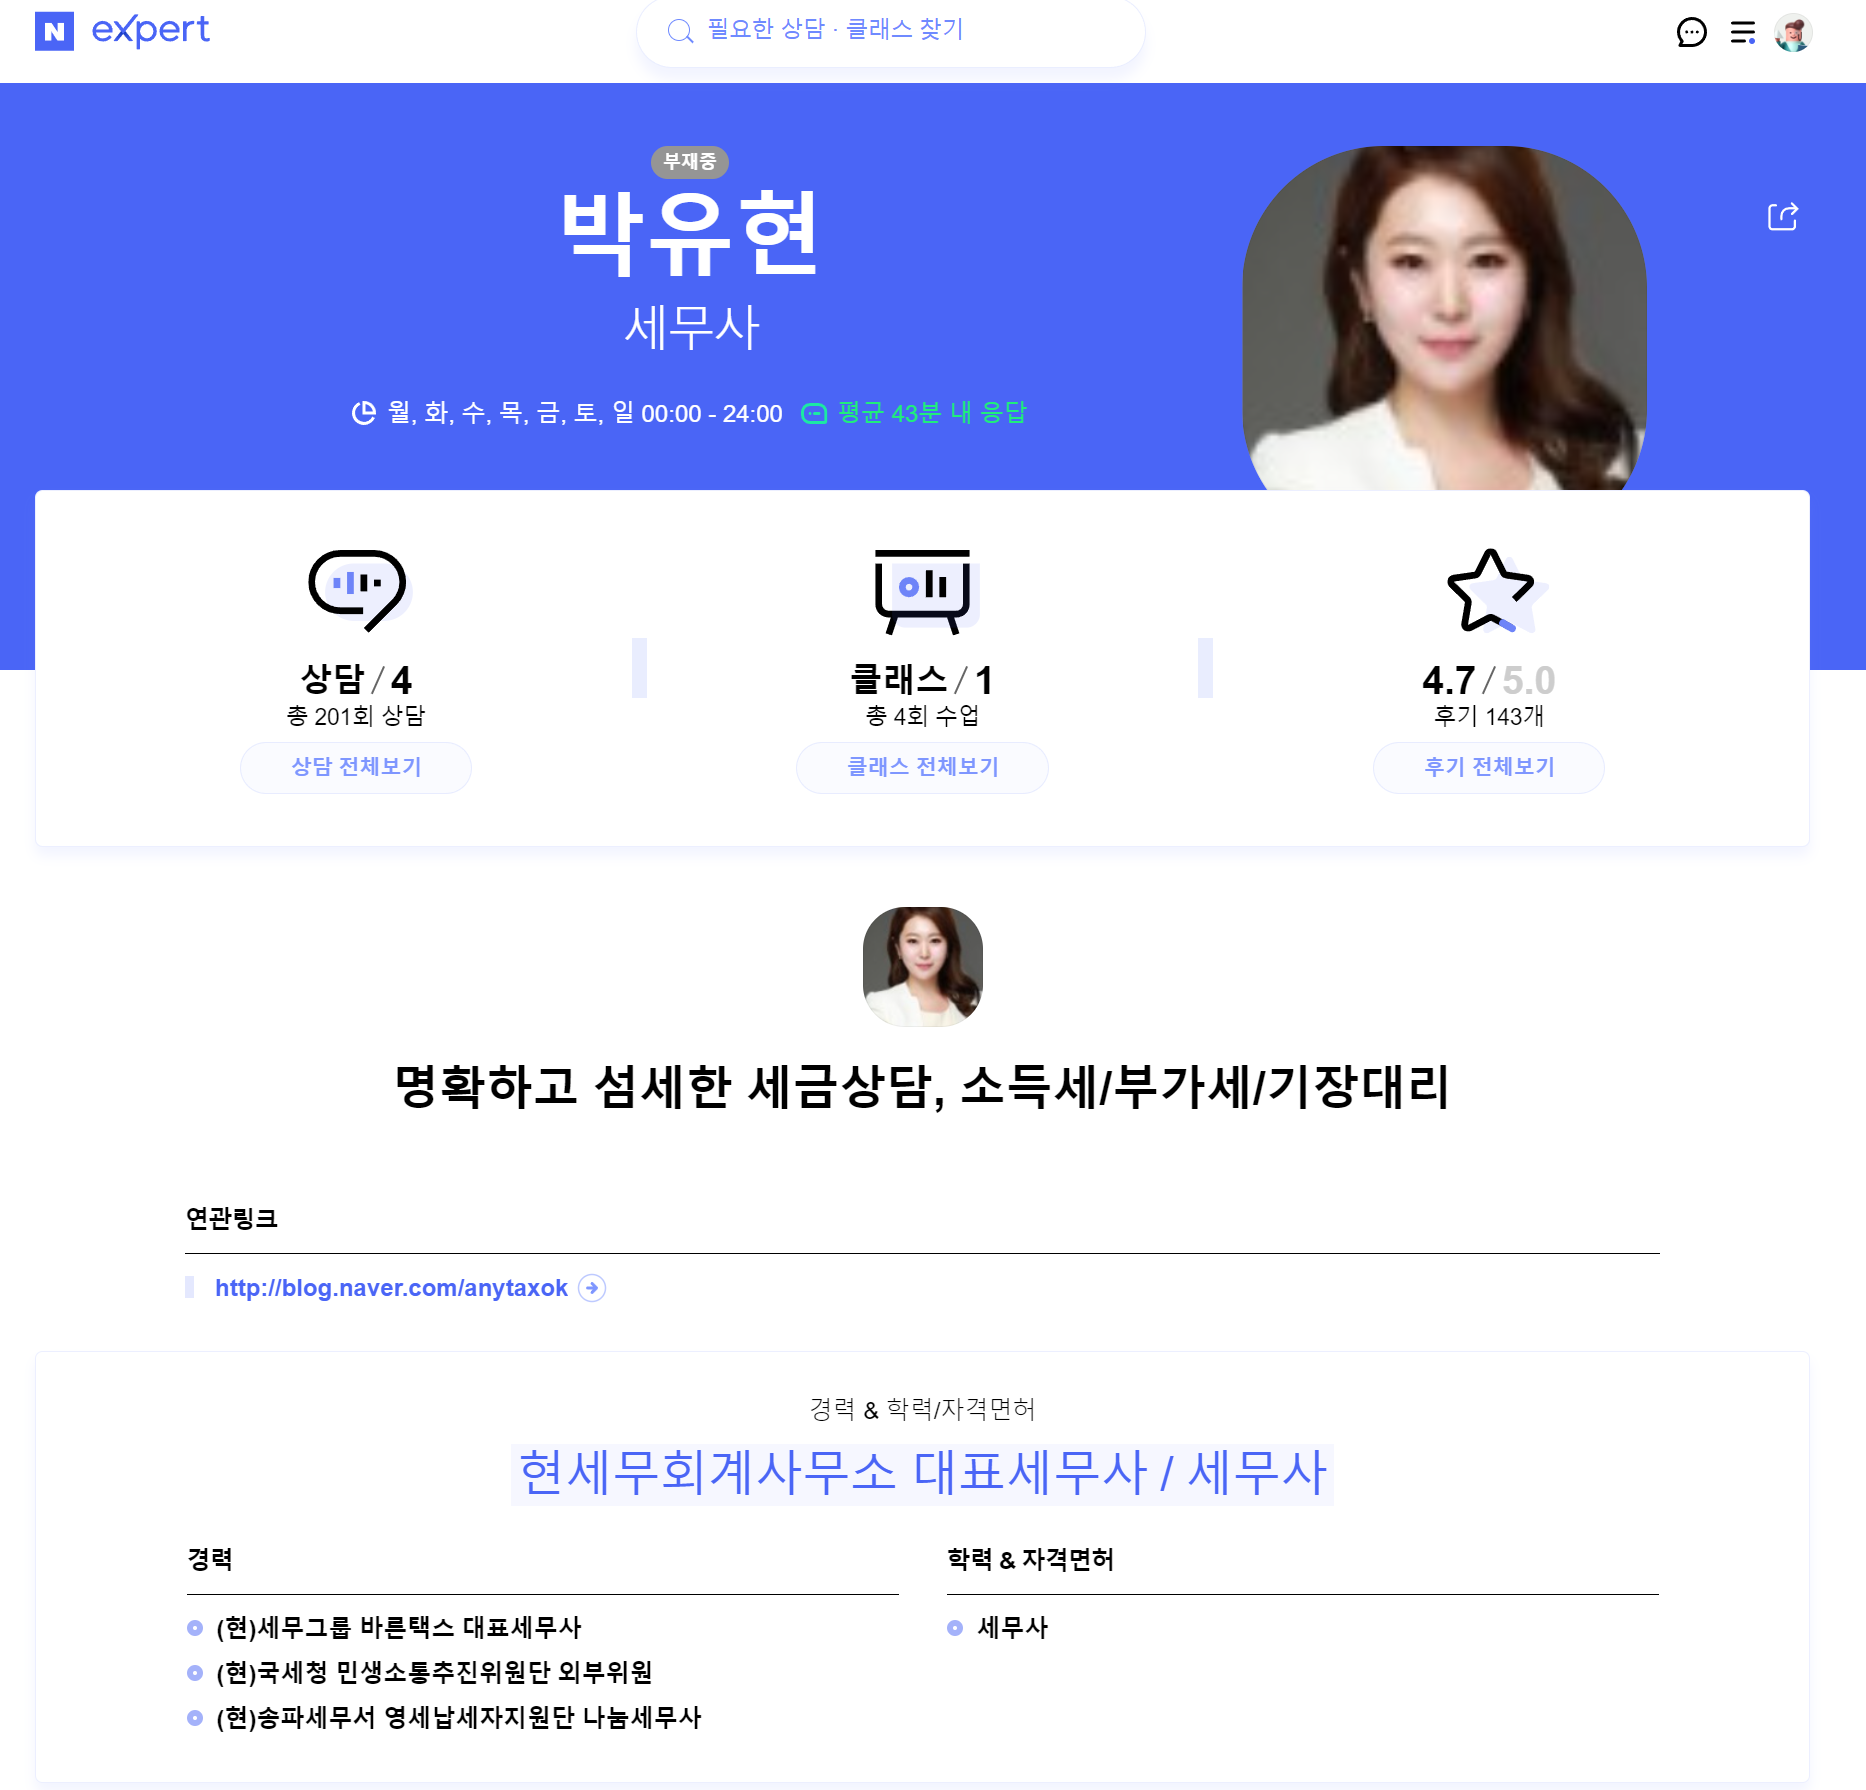 N expert
필요한 상담 · 클래스 찾기
부재중
박유현
세무사
월, 화, 수, 목, 금, 토, 일 00:00 - 24:00 평균 43분 내 응답
상담 / 4
총 201회 상담
상담 전체보기
클래스 / 1
총 4회 수업
클래스 전체보기
4.7 / 5.0
후기 143개
후기 전체보기
명확하고 섬세한 세금상담, 소득세/부가세/기장대리
연관링크
http://blog.naver.com/anytaxok
경력 & 학력/자격면허
현세무회계사무소 대표세무사 / 세무사
경력
(현)세무그룹 바른택스 대표세무사
(현)국세청 민생소통추진위원단 외부위원
(현)송파세무서 영세납세자지원단 나눔세무사
학력 & 자격면허
세무사